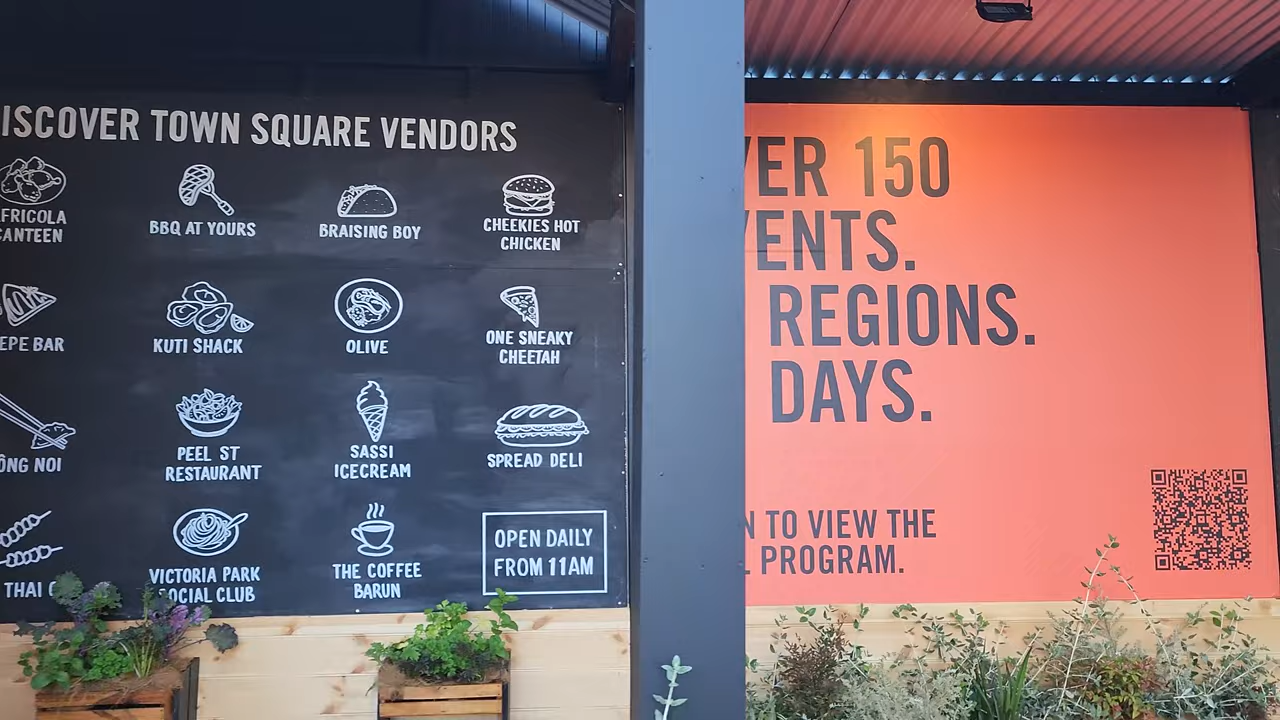 ISCOVER TOWN SQUARE VENDORS
FRICOLA
CANTEEN
BBQ AT YOURS
BRAISING BOY
CHEEKIES HOT
CHICKEN
EPE BAR
KUTI SHACK
OLIVE
ONE SNEAKY
CHEETAH
ÔNG NOI
PEEL ST
RESTAURANT
SASSI
ICECREAM
SPREAD DELI
THAI
VICTORIA PARK
SOCIAL CLUB
THE COFFEE
BARUN
OPEN DAILY
FROM 11AM
VER 150
VENTS.
REGIONS.
DAYS.
N TO VIEW THE
PROGRAM.